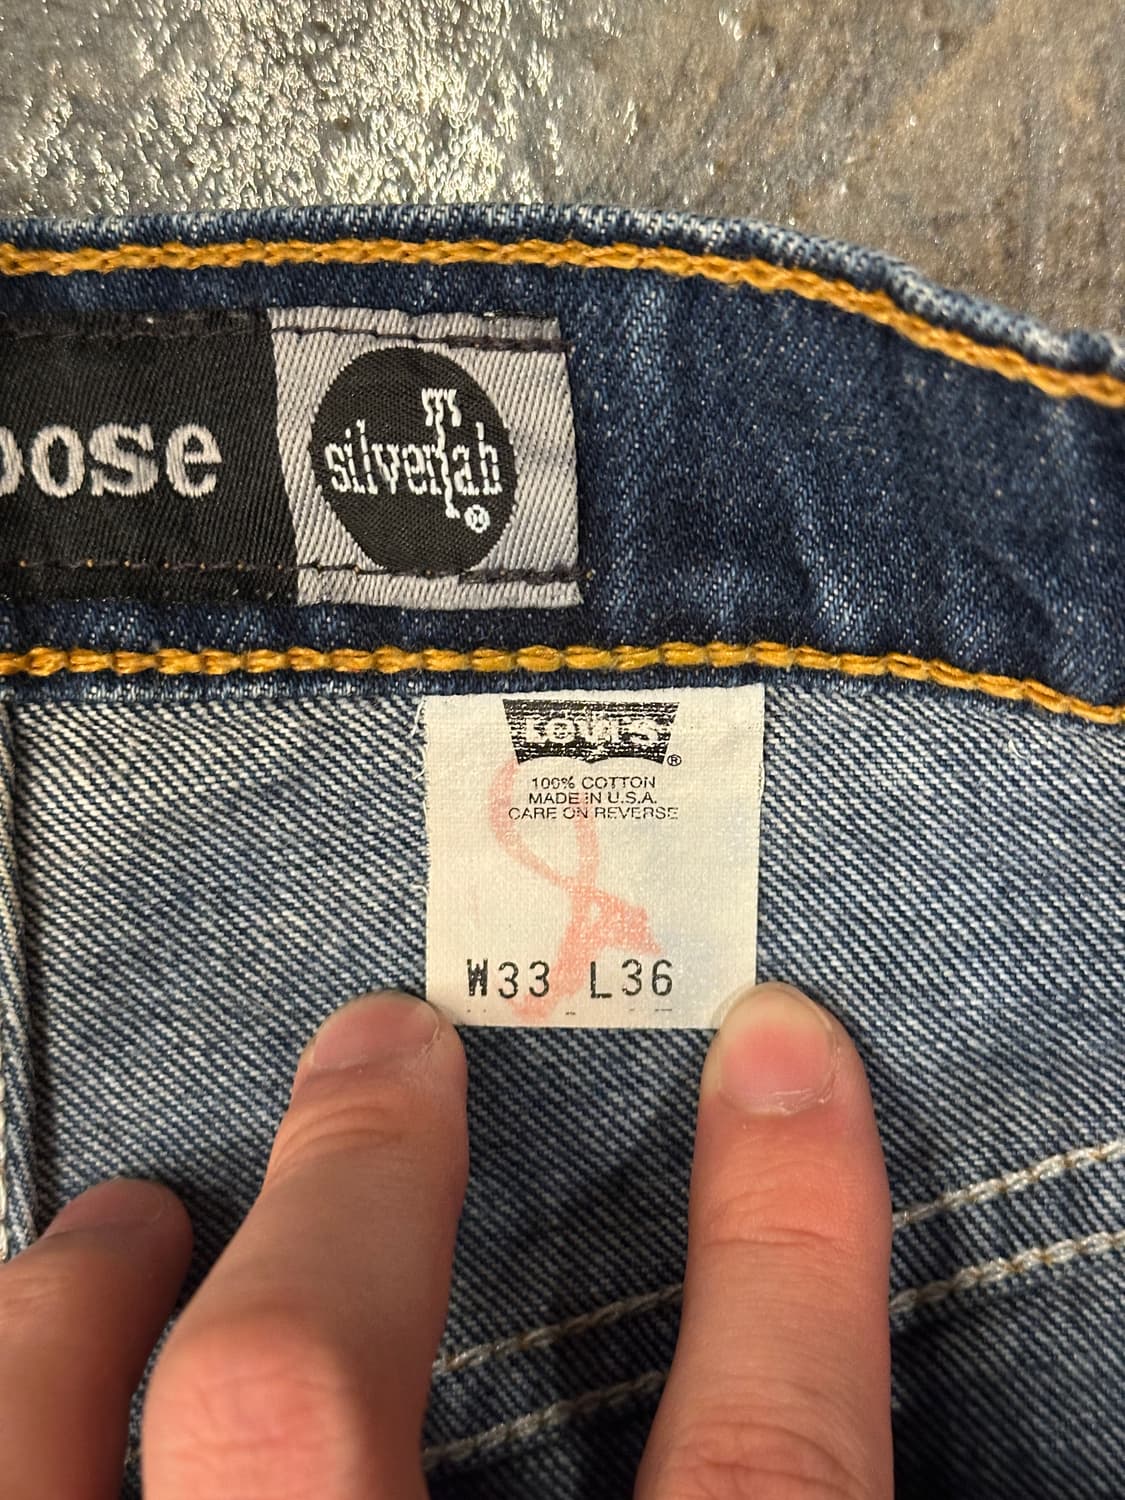 oose
silvertab
®
LEVI'S
®
100% COTTON
MADE IN U.S.A.
CARE ON REVERSE
W33 L36